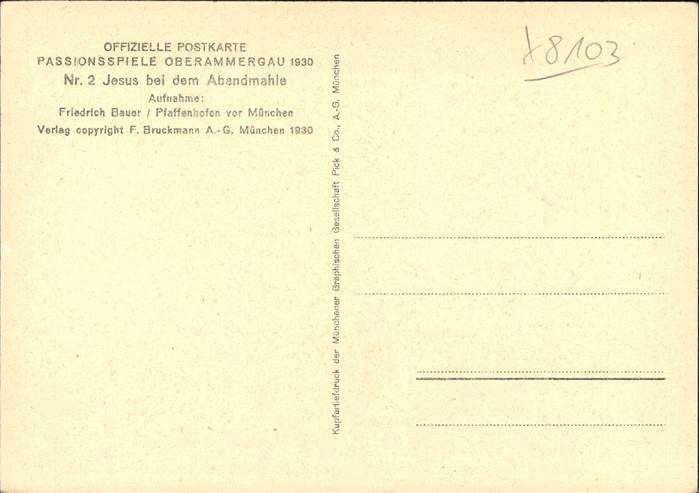 OFFIZIELLE POSTKARTE
PASSIONSSPIELE OBERAMMERGAU 1930
Nr. 2 Jesus bei dem Abendmahle
Aufnahme:
Friedrich Bauer / Pfaffenhofen vor München
Verlag copyright F. Bruckmann A.-G. München 1930
Kupfertiefdruck der Münchener Graphischen Gesellschaft Pick & Co., A.-G. München
x8103